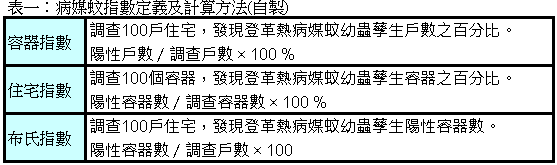 表一：病媒蚊指數定義及計算方法(自製)
容器指數
調查100戶住宅，發現登革熱病媒蚊幼蟲孳生戶數之百分比。
陽性戶數 / 調查戶數 × 100 %
住宅指數
調查100個容器，發現登革熱病媒蚊幼蟲孳生容器之百分比。
陽性容器數 / 調查容器數 × 100 %
布氏指數
調查100戶住宅，發現登革熱病媒蚊幼蟲孳生陽性容器數。
陽性容器數 / 調查戶數 × 100